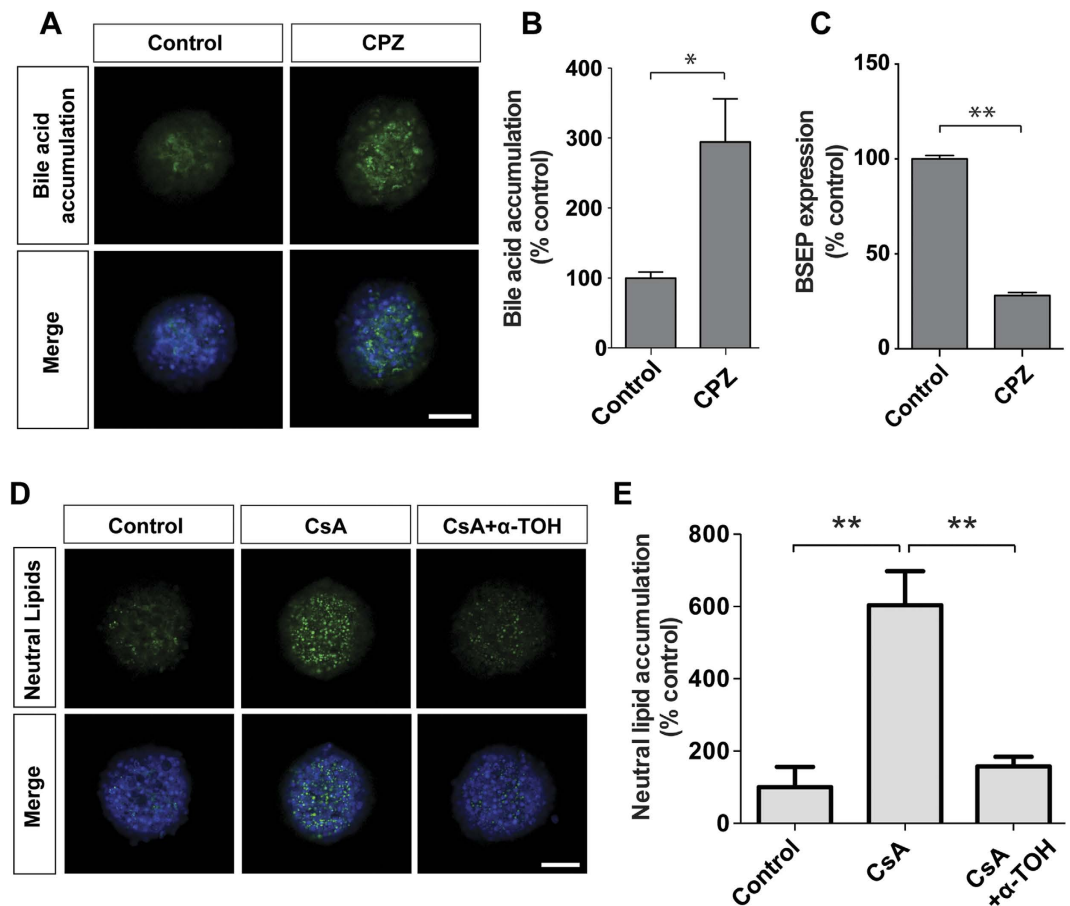 A
Control
CPZ
Bile acid
accumulation
Merge
B
Bile acid accumulation
(% control)
400
300
200
100
0
*
Control
CPZ
C
BSEP expression
(% control)
150
100
50
0
**
Control
CPZ
D
Control
CsA
CsA+α-TOH
Neutral Lipids
Merge
E
Neutral lipid accumulation
(% control)
800
600
400
200
0
**
**
Control
CsA
CsA
+α-TOH